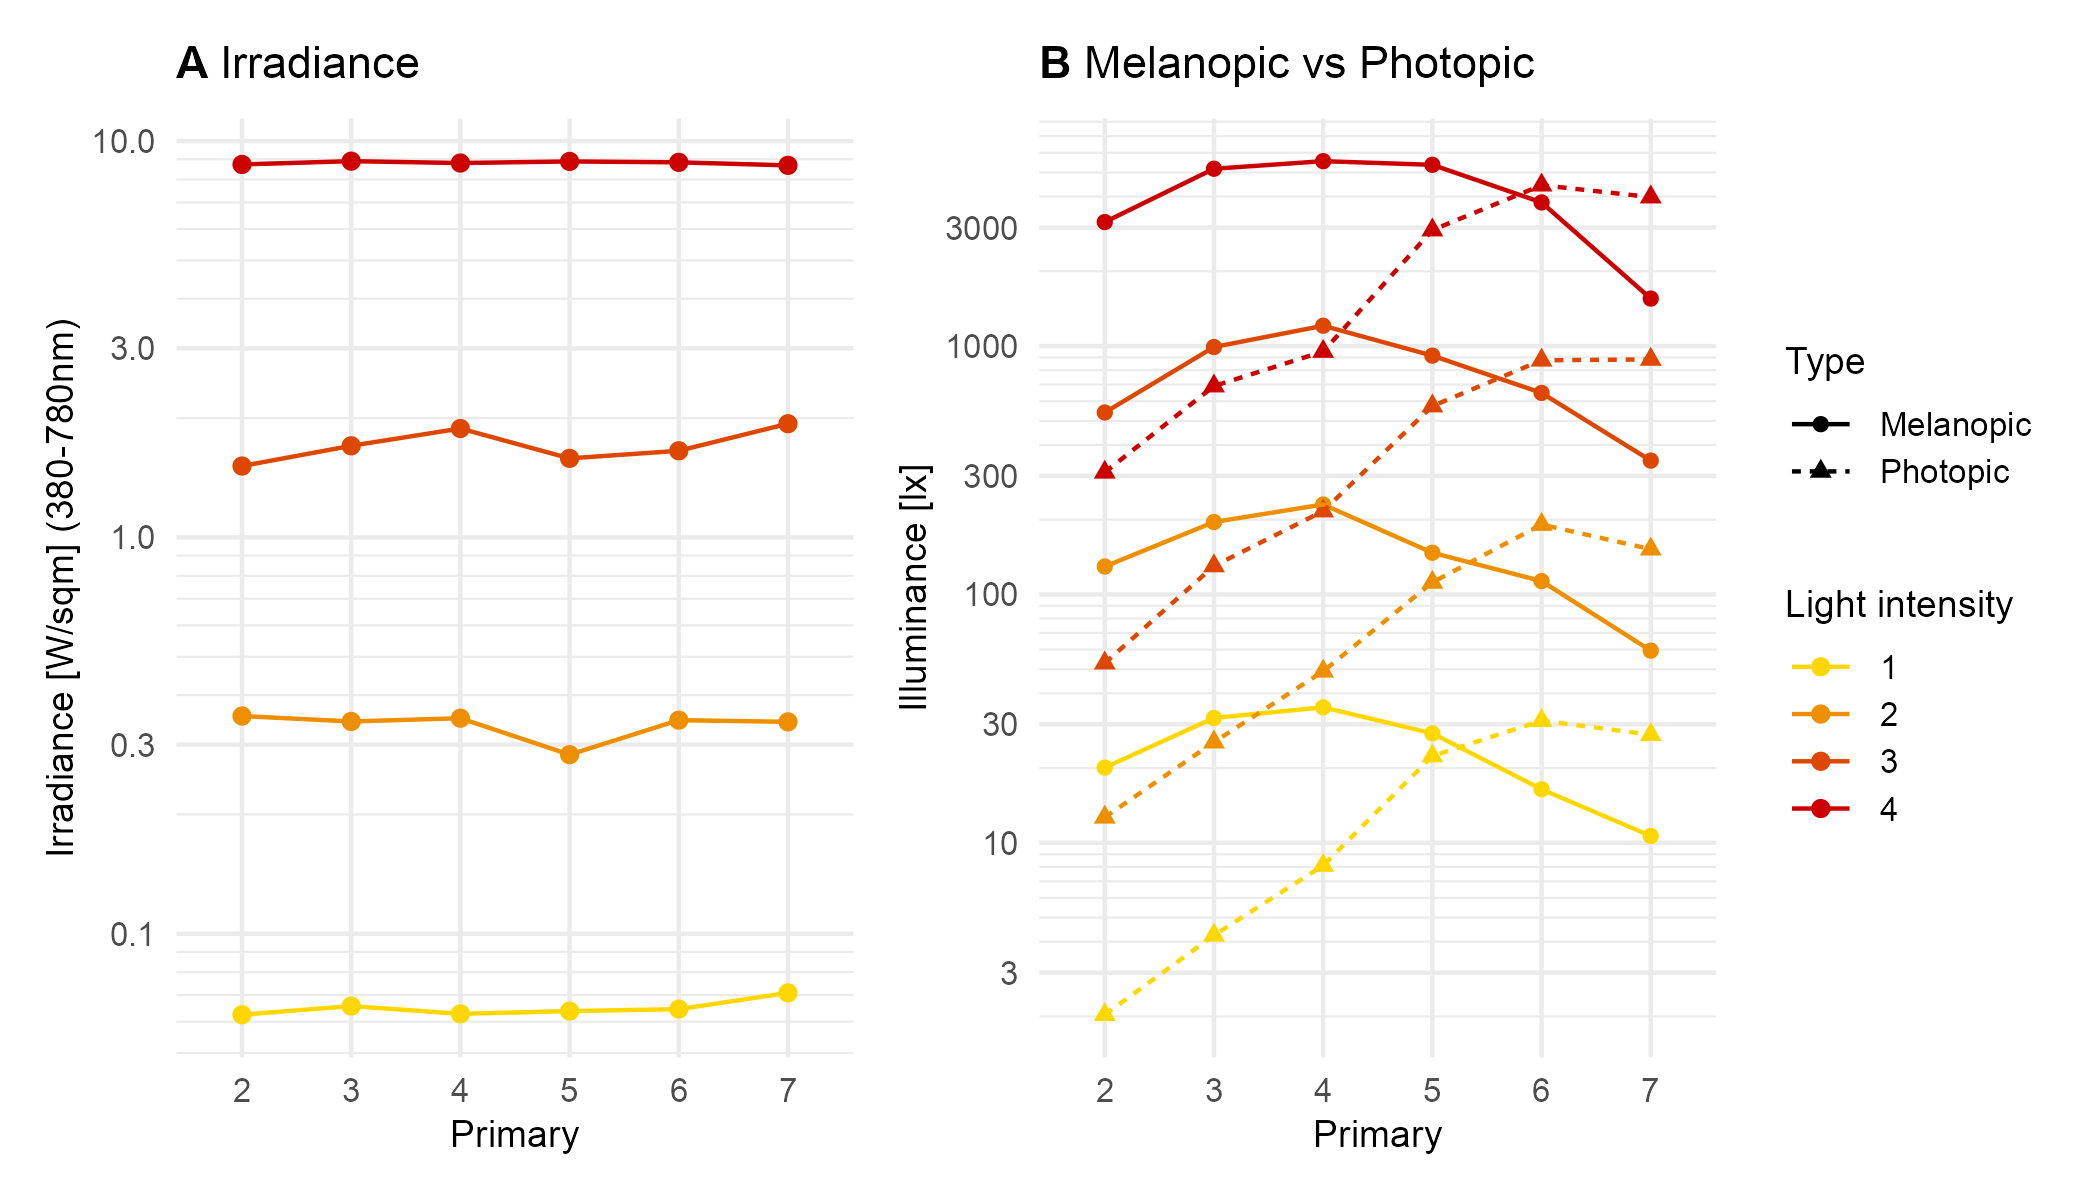 A Irradiance
Irradiance [W/sqm] (380-780nm)
10.0
3.0
1.0
0.3
0.1
2 3 4 5 6 7
Primary
B Melanopic vs Photopic
Illuminance [lx]
3000
1000
300
100
30
10
3
2 3 4 5 6 7
Primary
Type
Melanopic
Photopic
Light intensity
1
2
3
4